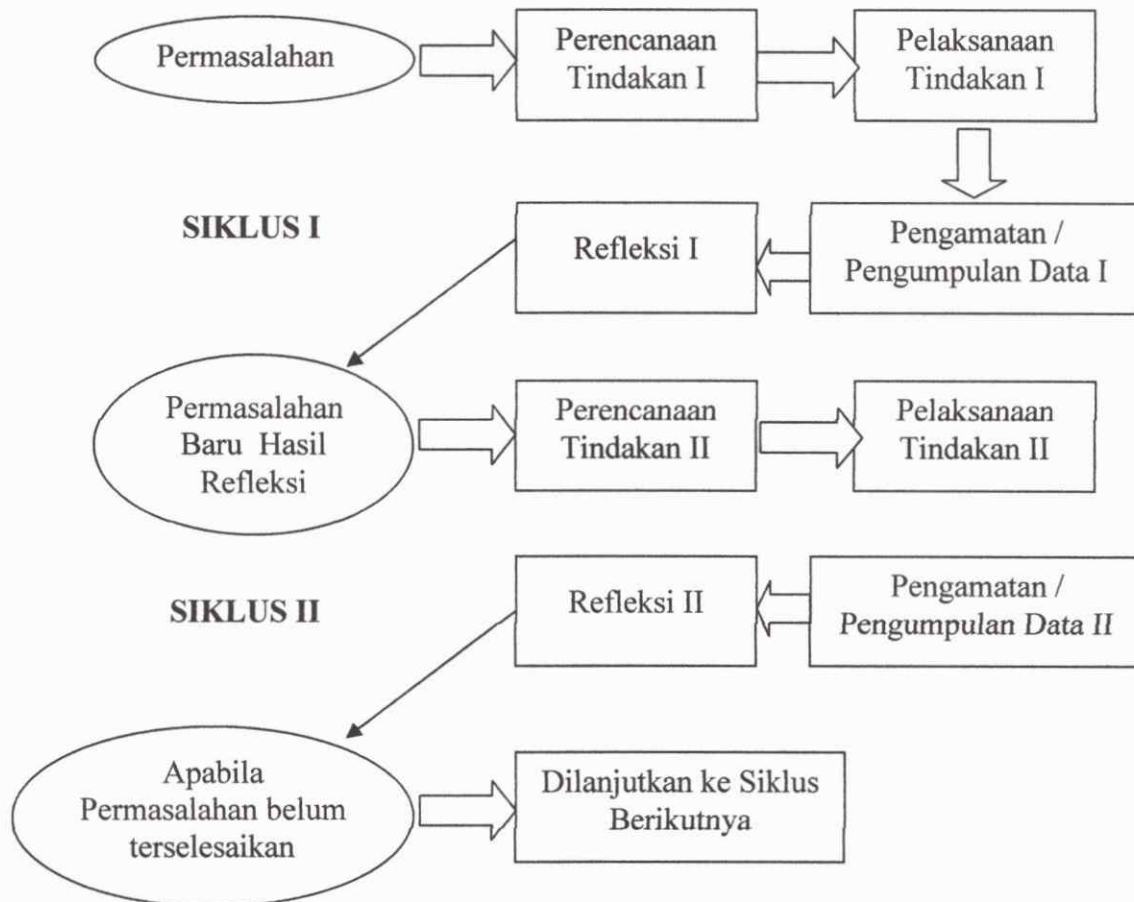 Permasalahan
Perencanaan
Tindakan I
Pelaksanaan
Tindakan I
SIKLUS I
Refleksi I
Pengamatan /
Pengumpulan Data I
Permasalahan
Baru Hasil
Refleksi
Perencanaan
Tindakan II
Pelaksanaan
Tindakan II
SIKLUS II
Refleksi II
Pengamatan /
Pengumpulan Data II
Apabila
Permasalahan belum
terselesaikan
Dilanjutkan ke Siklus
Berikutnya